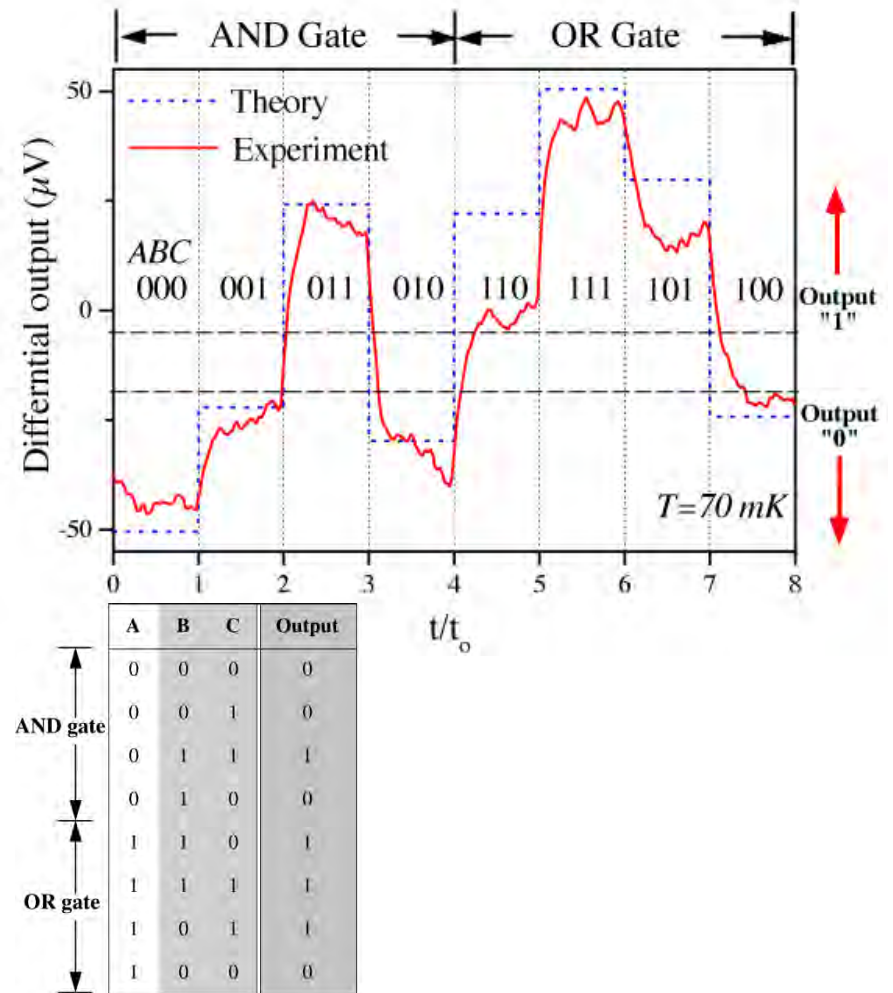 AND Gate OR Gate
50
Theory
Experiment
Differntial output (μV)
ABC
000 001 011 010 110 111 101 100
0
Output
"1"
Output
"0"
T=70 mK
-50
0 1 2 3 4 5 6 7 8
t/t₀
A B C Output
0 0 0 0
0 0 1 0
AND gate
0 1 1 1
0 1 0 0
1 1 0 1
1 1 1 1
OR gate
1 0 1 1
1 0 0 0